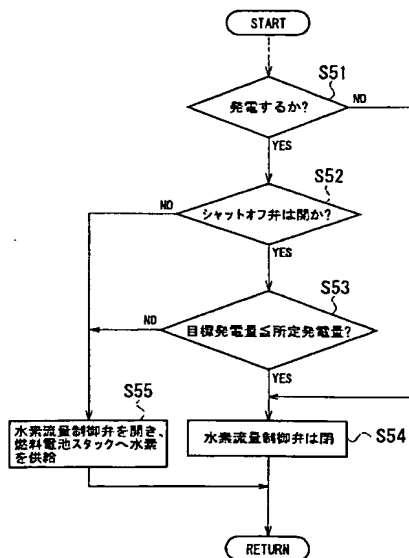 START
S51
発電するか?
NO
YES
S52
シャットオフ弁は開か?
NO
YES
S53
目標発電量≦所定発電量?
NO
YES
S55
水素流量制御弁を開き、
燃料電池スタックへ水素
を供給
水素流量制御弁は閉
S54
RETURN